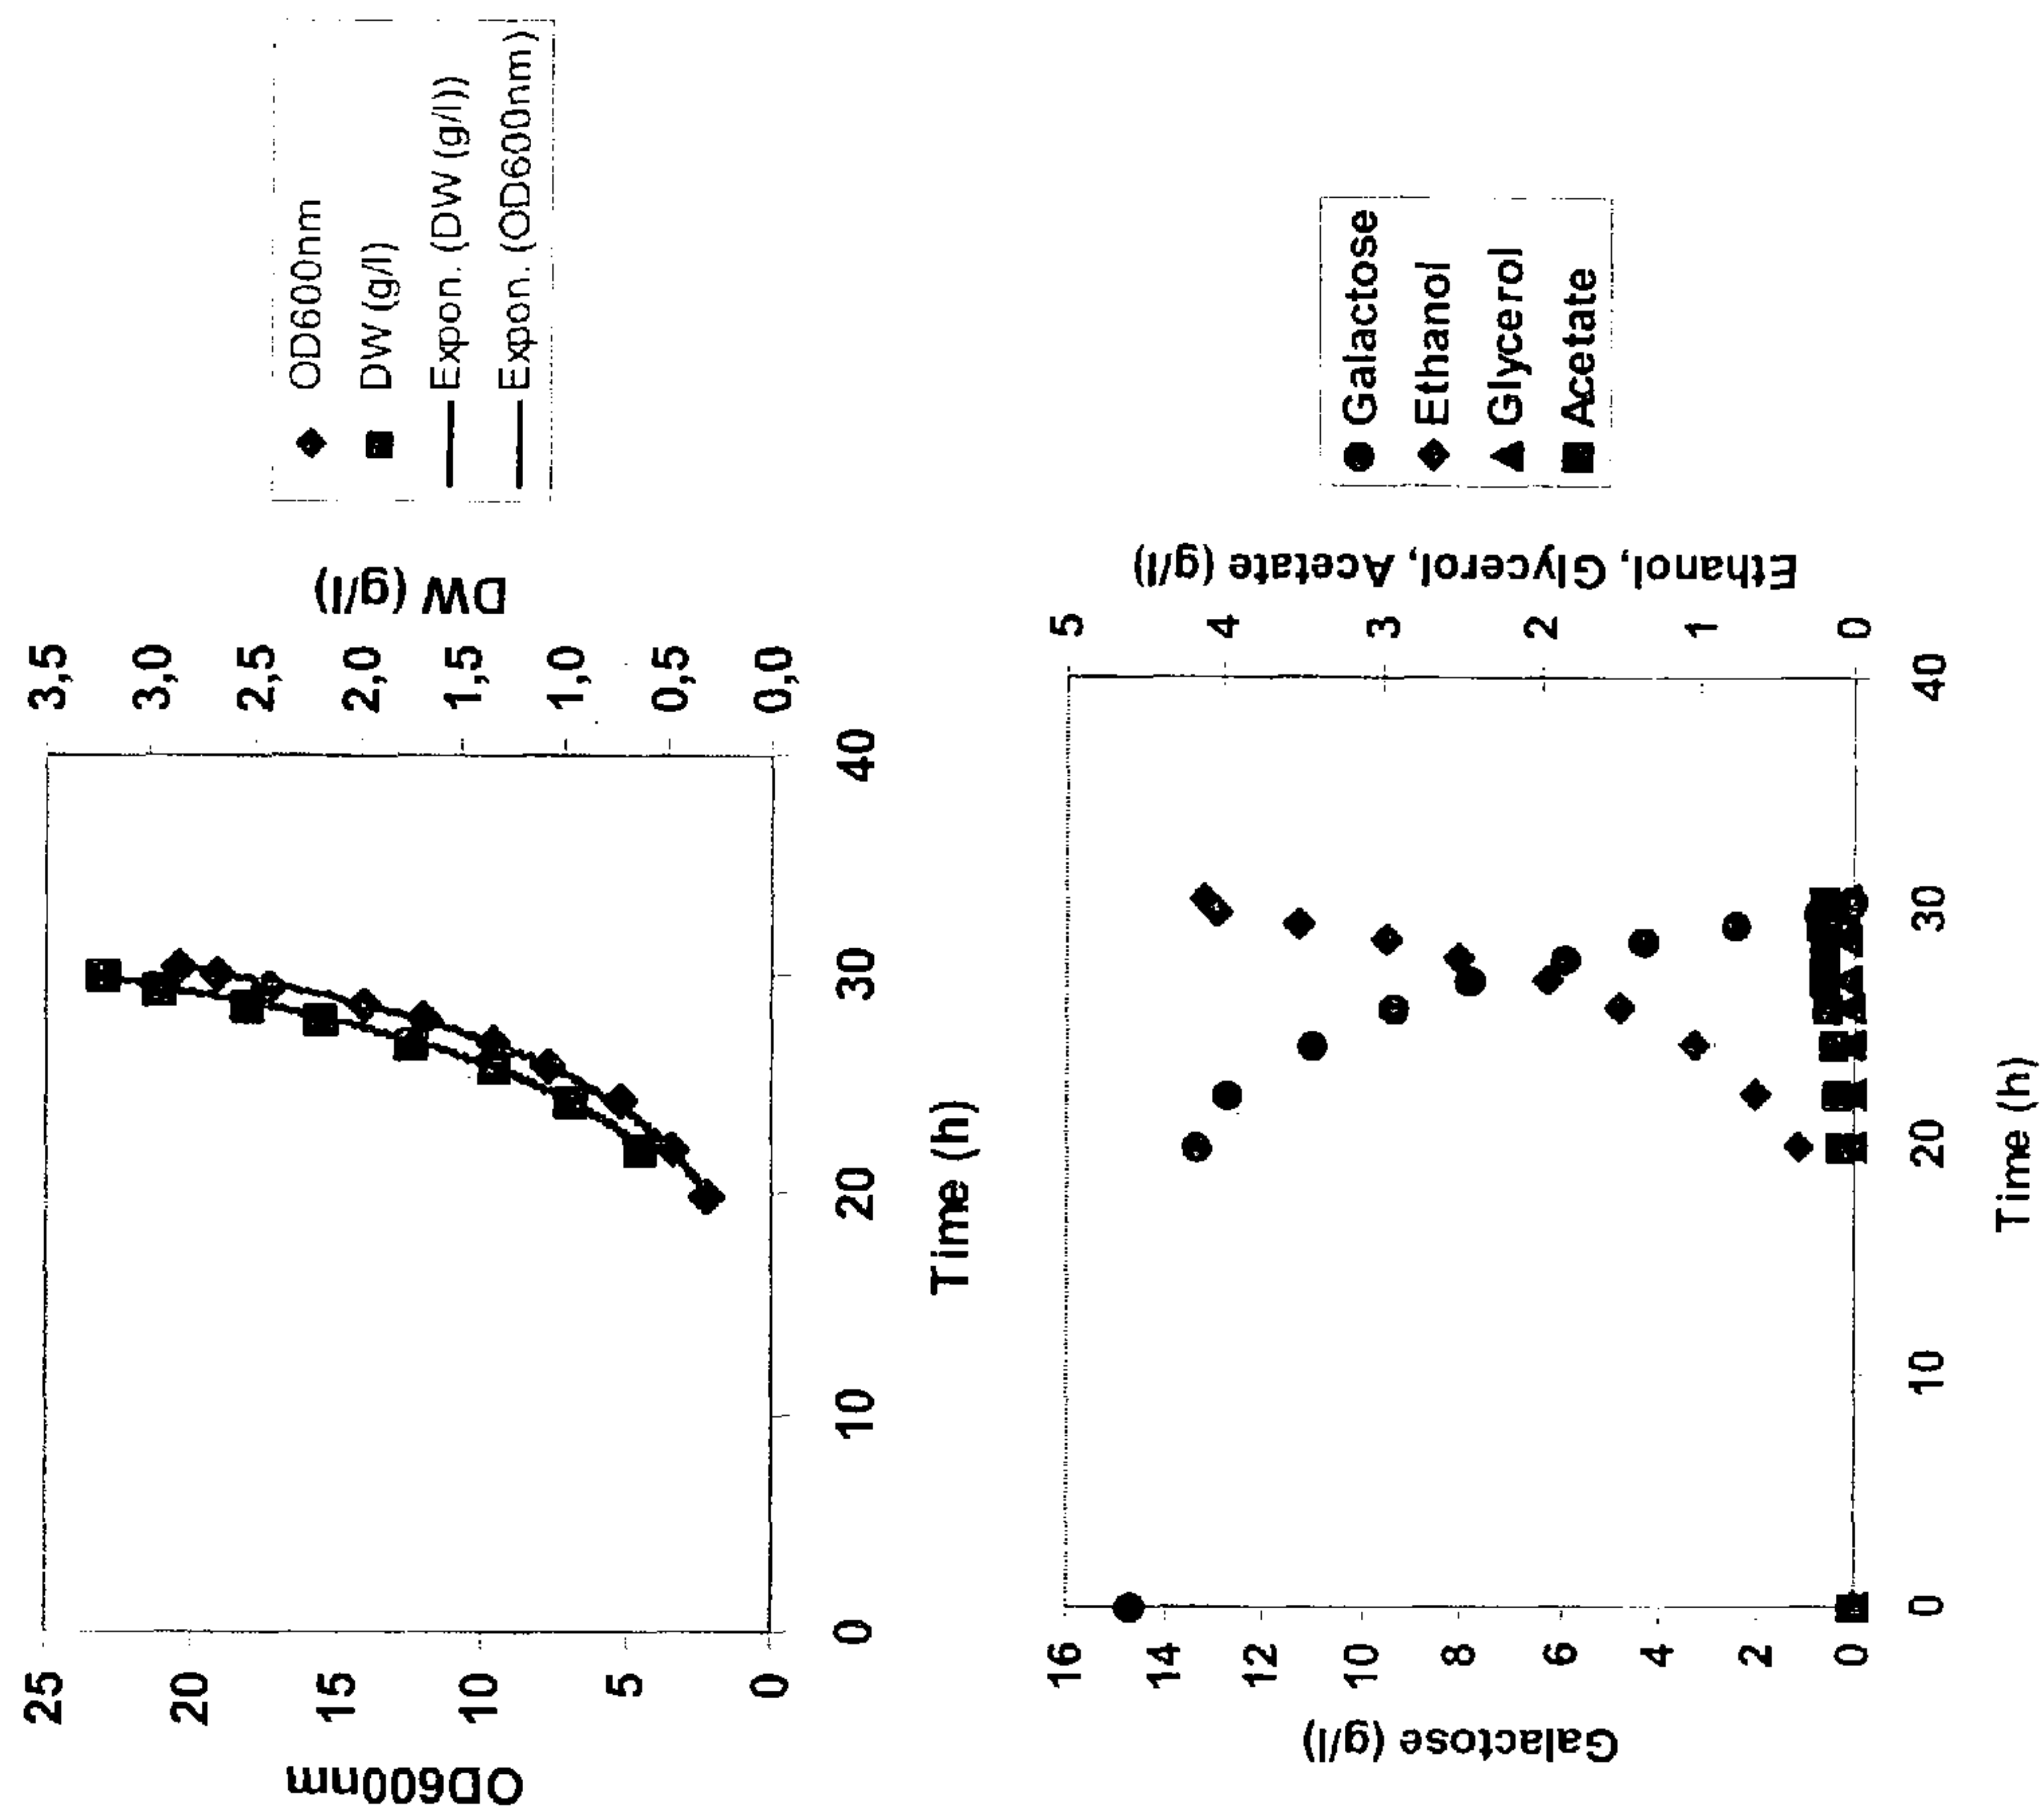 OD600nm
25
20
15
10
5
0
0
10
20
30
40
Time (h)
3,5
3,0
2,5
2,0
1,5
1,0
0,5
0,0
DW (g/l)
OD600nm
DW (g/l)
Expon. (DW (g/l))
Expon. (OD600nm)
Galactose (g/l)
16
14
12
10
8
6
4
2
0
0
10
20
30
40
Time (h)
5
4
3
2
1
0
Ethanol, Glycerol, Acetate (g/l)
Galactose
Ethanol
Glycerol
Acetate